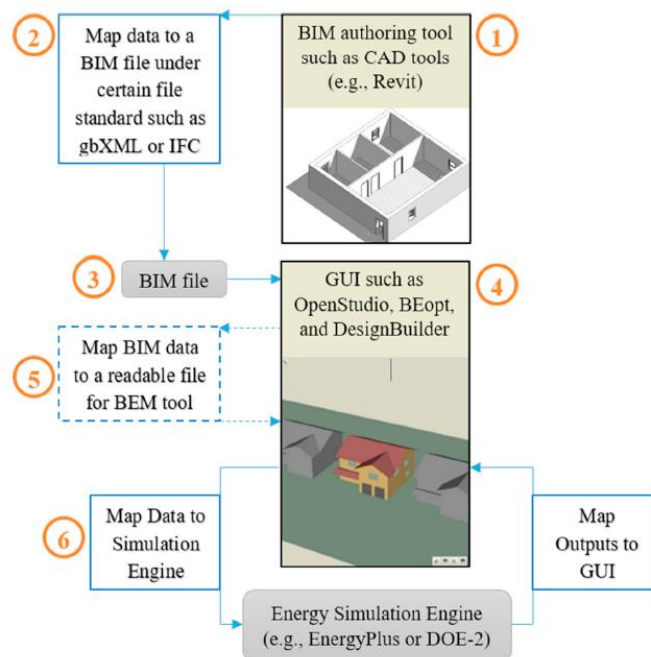 1
BIM authoring tool
such as CAD tools
(e.g., Revit)
2
Map data to a
BIM file under
certain file
standard such as
gbXML or IFC
3
BIM file
4
GUI such as
OpenStudio, BEopt,
and DesignBuilder
5
Map BIM data
to a readable file
for BEM tool
6
Map Data to
Simulation
Engine
Energy Simulation Engine
(e.g., EnergyPlus or DOE-2)
Map
Outputs to
GUI